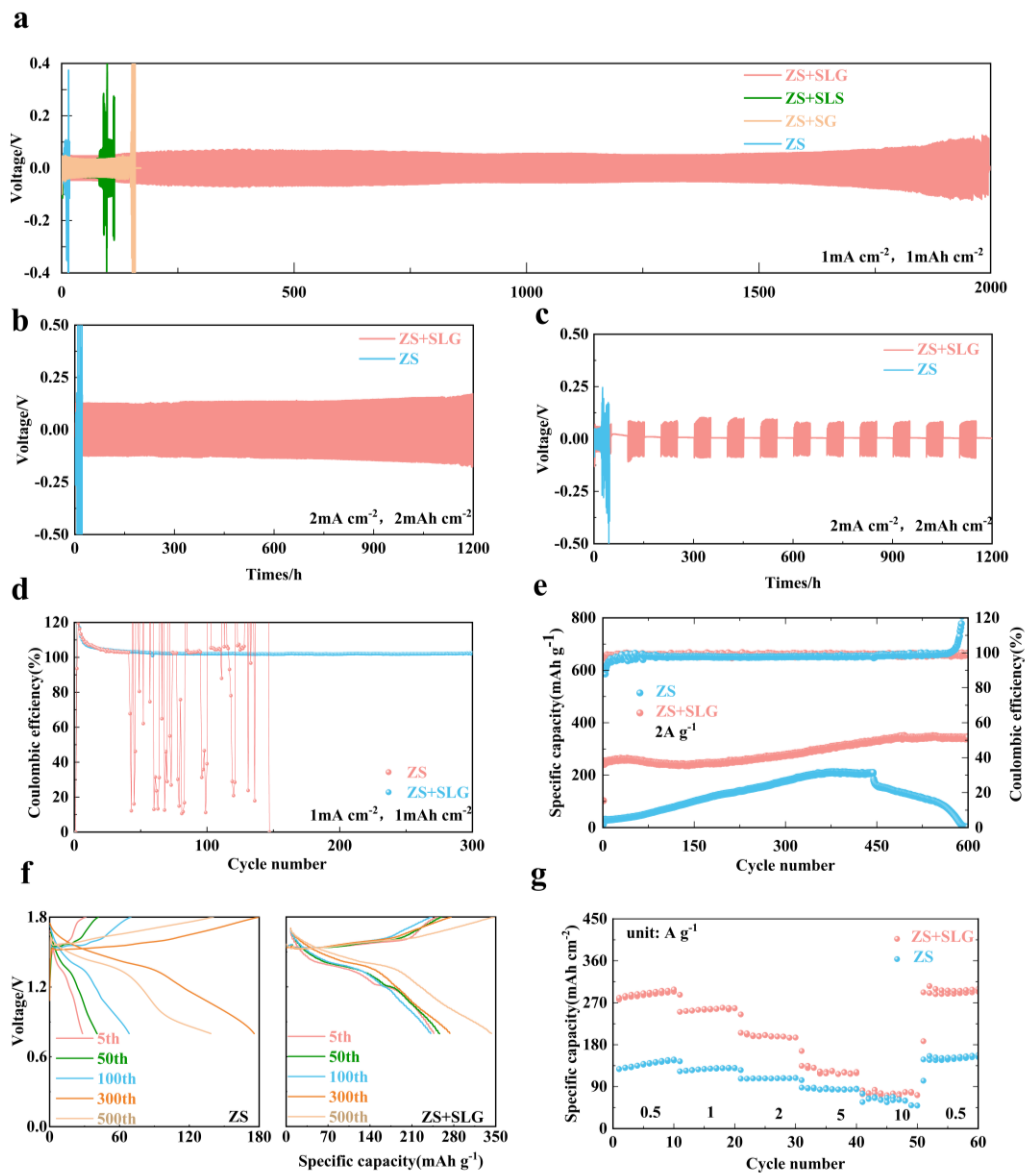 a
0.4
0.2
0.0
-0.2
-0.4
Voltage/V
ZS+SLG
ZS+SLS
ZS+SG
ZS
1mA cm-2，1mAh cm-2
0
500
1000
1500
2000
b
0.50
0.25
0.00
-0.25
-0.50
Voltage/V
ZS+SLG
ZS
2mA cm-2，2mAh cm-2
0
300
600
900
1200
Times/h
c
0.50
0.25
0.00
-0.25
-0.50
Voltage/V
ZS+SLG
ZS
2mA cm-2，2mAh cm-2
0
300
600
900
1200
Times/h
d
120
100
80
60
40
20
0
Coulombic effciency(%)
ZS
ZS+SLG
1mA cm-2，1mAh cm-2
0
100
200
300
Cycle number
e
800
600
400
200
0
Specific capacity(mAh g-1)
ZS
ZS+SLG
2A g-1
120
100
80
60
40
20
0
Coulombic efficiency(%)
0
150
300
450
600
Cycle number
f
1.8
1.2
0.6
0.0
Voltage/V
5th
50th
100th
300th
500th
ZS
0
60
120
180
5th
50th
100th
300th
500th
ZS+SLG
0
70
140
210
280
350
Specific capacity(mAh g-1)
g
450
360
270
180
90
0
Specific capacity(mAh cm-2)
unit: A g-1
ZS+SLG
ZS
0.5
1
2
5
10
0.5
0
10
20
30
40
50
60
Cycle number